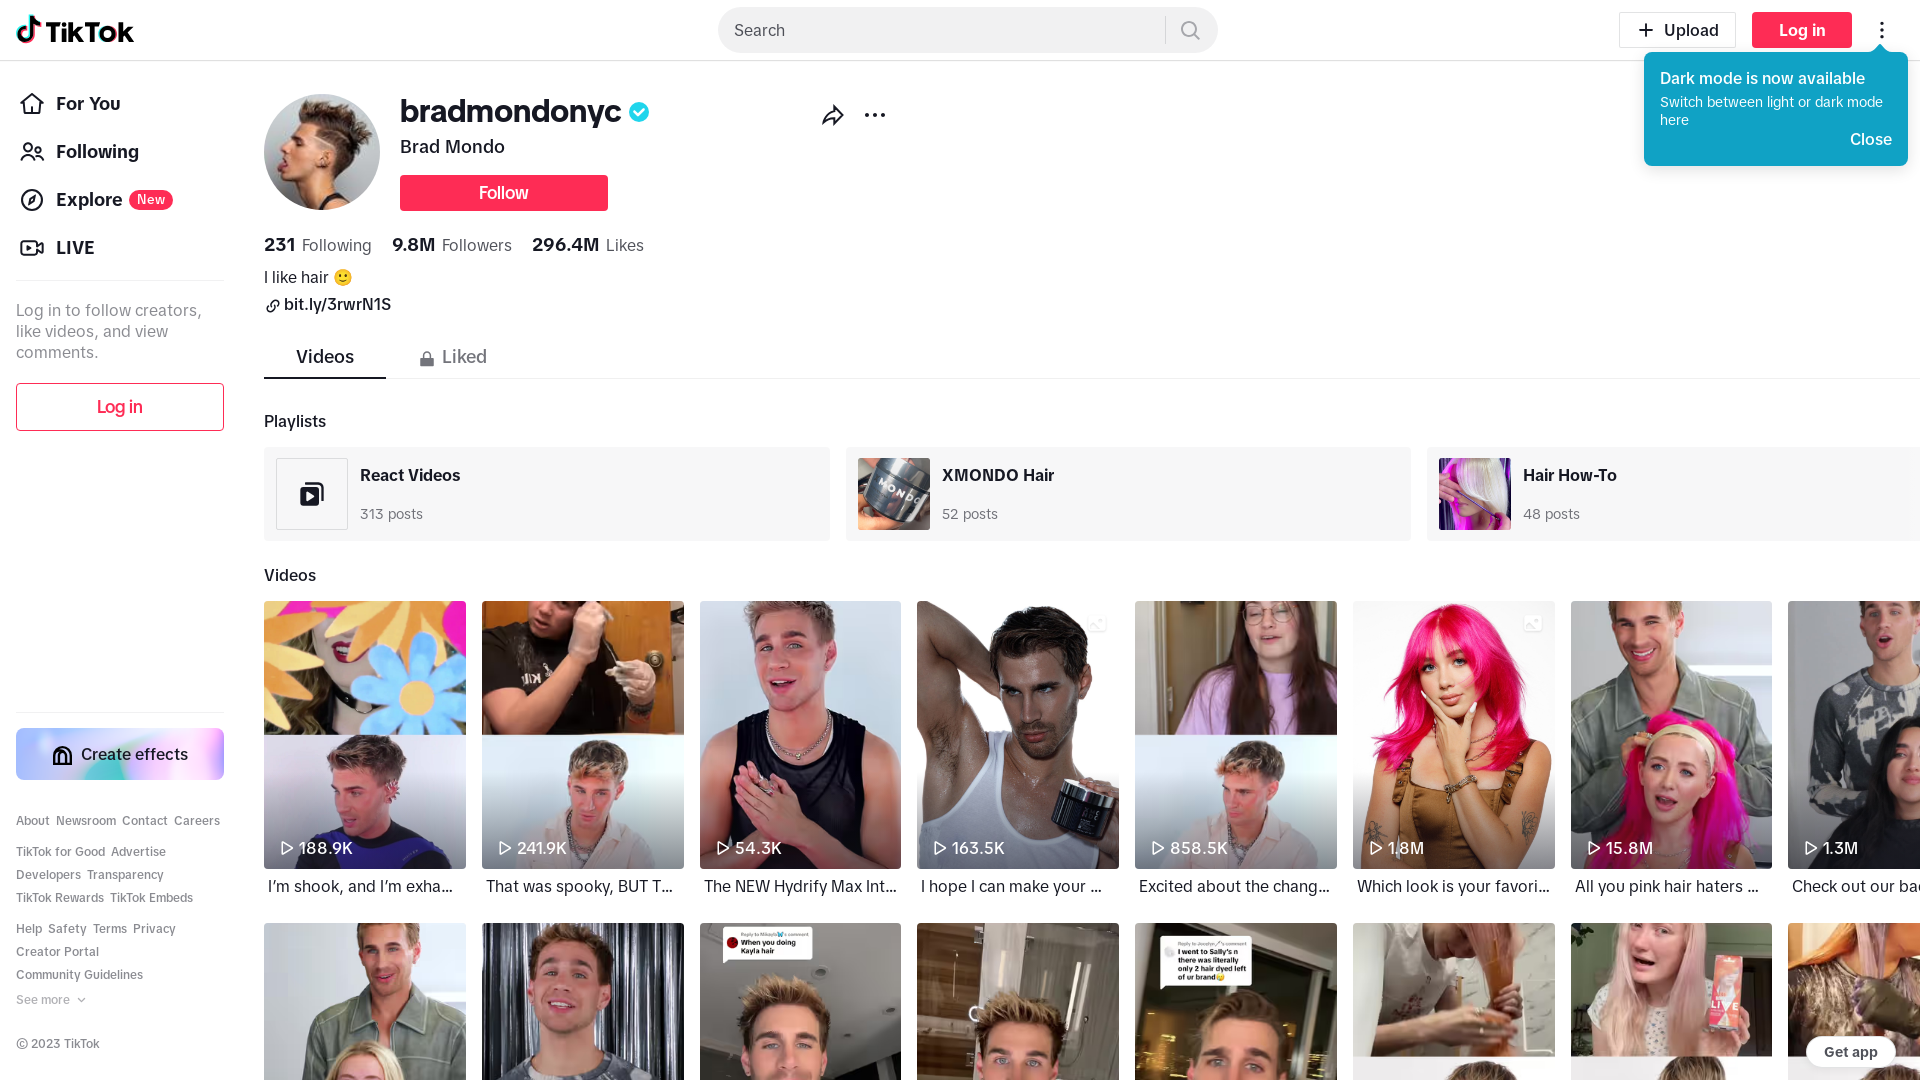 TikTok
Search
Upload
Log in
Dark mode is now available
Switch between light or dark mode
here
Close
For You
Following
Explore New
LIVE
Log in to follow creators,
like videos, and view
comments.
Log in
Create effects
About Newsroom Contact Careers
TikTok for Good Advertise
Developers Transparency
TikTok Rewards TikTok Embeds
Help Safety Terms Privacy
Creator Portal
Community Guidelines
See more
© 2023 TikTok
bradmondonyc
Brad Mondo
Follow
231 Following 9.8M Followers 296.4M Likes
I like hair 🙂
bit.ly/3rwrN1S
Videos Liked
Playlists
React Videos
313 posts
MONDO
XMONDO Hair
52 posts
Hair How-To
48 posts
Videos
188.9K
241.9K
54.3K
163.5K
858.5K
1.8M
15.8M
1.3M
I’m shook, and I’m exha...
That was spooky, BUT T...
The NEW Hydrify Max Int...
I hope I can make your ...
Excited about the chang...
Which look is your favori...
All you pink hair haters ...
Check out our bac
When you doing
Kayla hair
Reply to Jocelyn's comment
I went to Sally's n
there was literally
only 2 hair dyed left
of ur brand😳
Get app